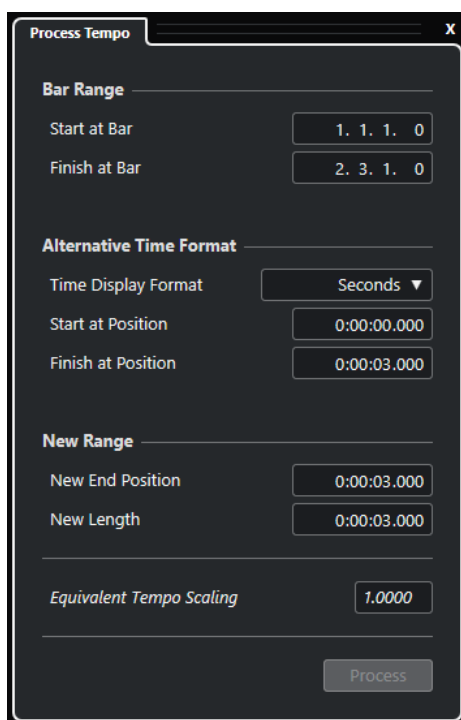 Process Tempo X
Bar Range
Start at Bar 1. 1. 1. 0
Finish at Bar 2. 3. 1. 0
Alternative Time Format
Time Display Format Seconds ▼
Start at Position 0:00:00.000
Finish at Position 0:00:03.000
New Range
New End Position 0:00:03.000
New Length 0:00:03.000
Equivalent Tempo Scaling 1.0000
Process